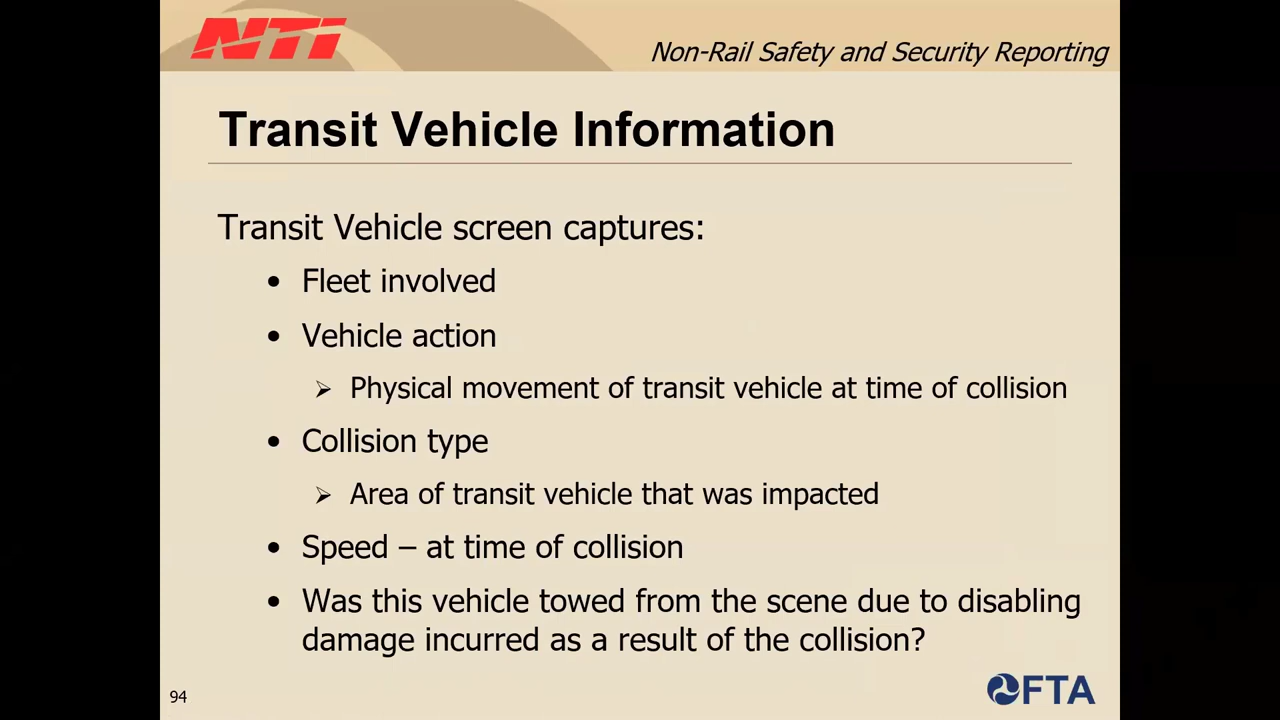 NTI
Non-Rail Safety and Security Reporting
Transit Vehicle Information
Transit Vehicle screen captures:
• Fleet involved
• Vehicle action
➢ Physical movement of transit vehicle at time of collision
• Collision type
➢ Area of transit vehicle that was impacted
• Speed – at time of collision
• Was this vehicle towed from the scene due to disabling
damage incurred as a result of the collision?
94
FTA